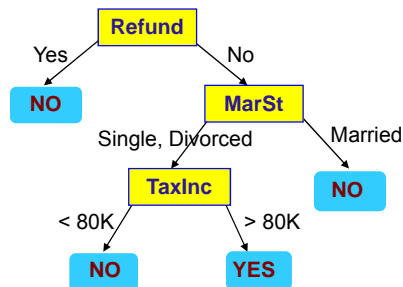 Refund
Yes
No
NO
MarSt
Single, Divorced
Married
TaxInc
NO
< 80K
> 80K
NO
YES